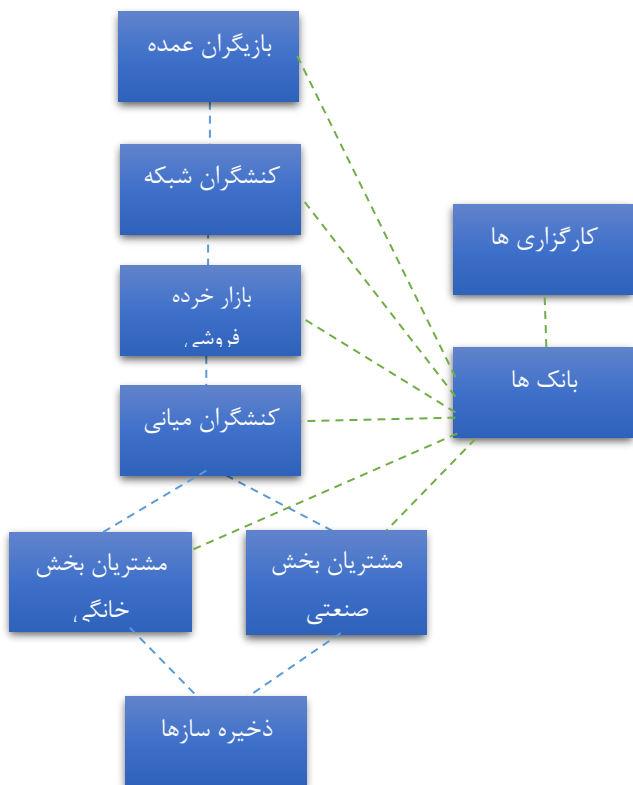 بازیگران عمده
کنشگران شبکه
کارگزاری ها
بازار خرده
فروشی
بانک ها
کنشگران میانی
مشتریان بخش
خانگی
مشتریان بخش
صنعتی
ذخیره سازها